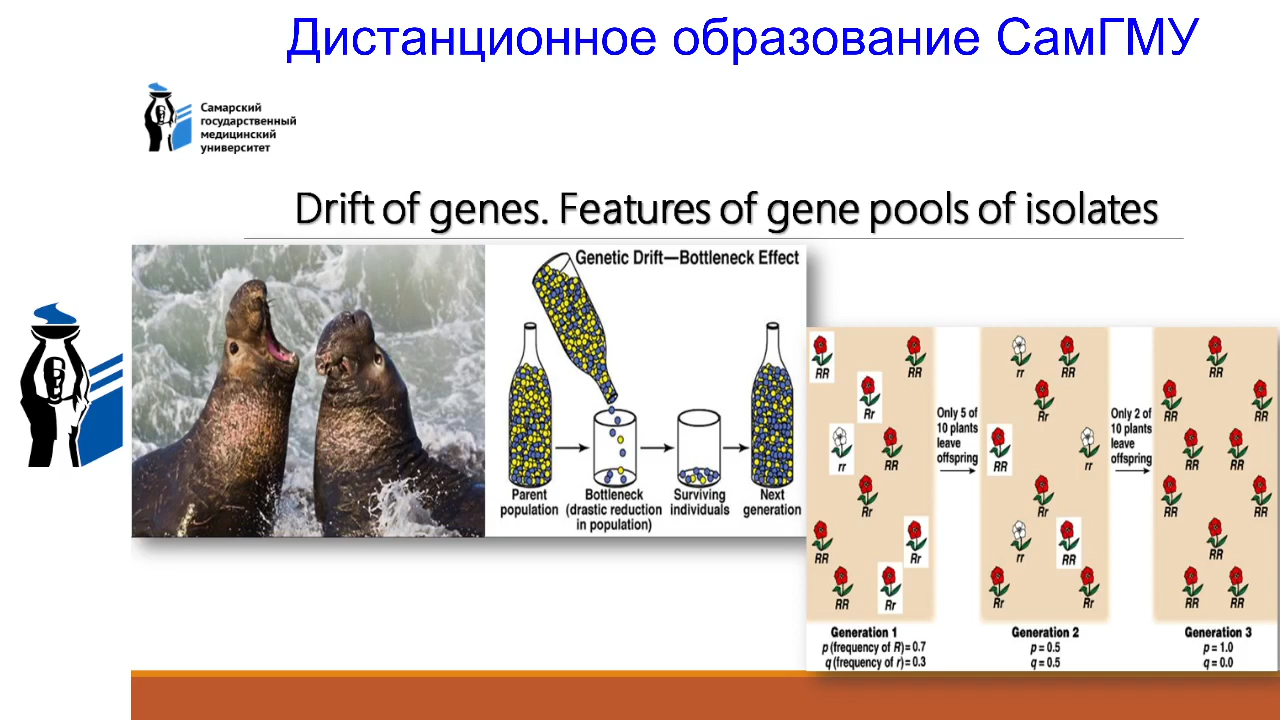 Дистанционное образование СамГМУ
Самарский
государственный
медицинский
университет
Drift of genes. Features of gene pools of isolates
Genetic Drift—Bottleneck Effect
Parent
population
Bottleneck
(drastic reduction
in population)
Surviving
individuals
Next
generation
RR
RR
Rr
rr
RR
Rr
RR
Rr
RR
Rr
Generation 1
p (frequency of R)= 0.7
q (frequency of r)= 0.3
Only 5 of
10 plants
leave
offspring
rr
RR
Rr
RR
rr
Rr
rr
RR
Rr
Rr
Generation 2
p = 0.5
q = 0.5
Only 2 of
10 plants
leave
offspring
RR
RR
RR
RR
RR
RR
RR
RR
RR
RR
Generation 3
p = 1.0
q = 0.0